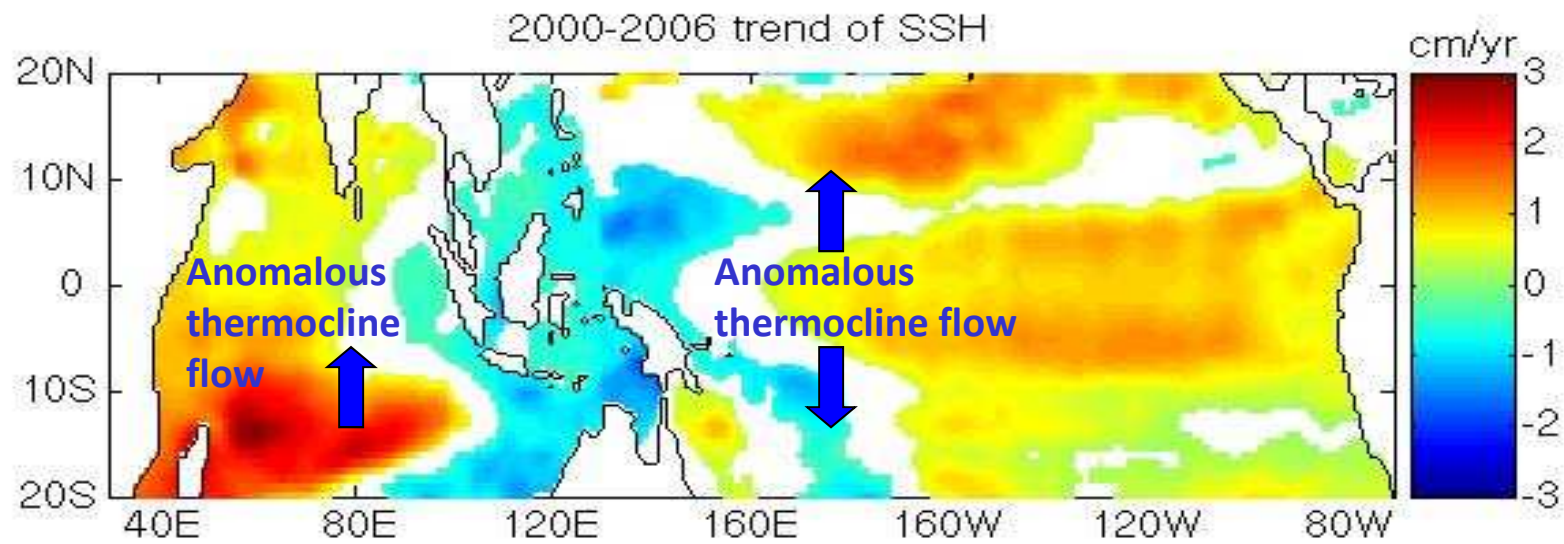 2000-2006 trend of SSH
cm/yr
20N
10N
0
10S
20S
40E 80E 120E 160E 160W 120W 80W
3
2
1
0
-1
-2
-3
Anomalous
thermocline
flow
Anomalous
thermocline flow